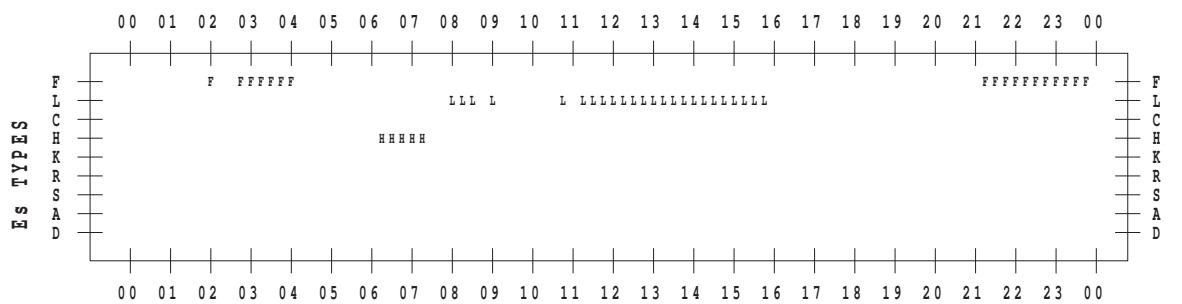 00 01 02 03 04 05 06 07 08 09 10 11 12 13 14 15 16 17 18 19 20 21 22 23 00
F F FFFFFF FFFFFFFFFFF F
L LLL L L LLLLLLLLLLLLLLLLLLL L
C C
H HHHHH H
K K
R R
S S
A A
D D
Es TYPES
00 01 02 03 04 05 06 07 08 09 10 11 12 13 14 15 16 17 18 19 20 21 22 23 00